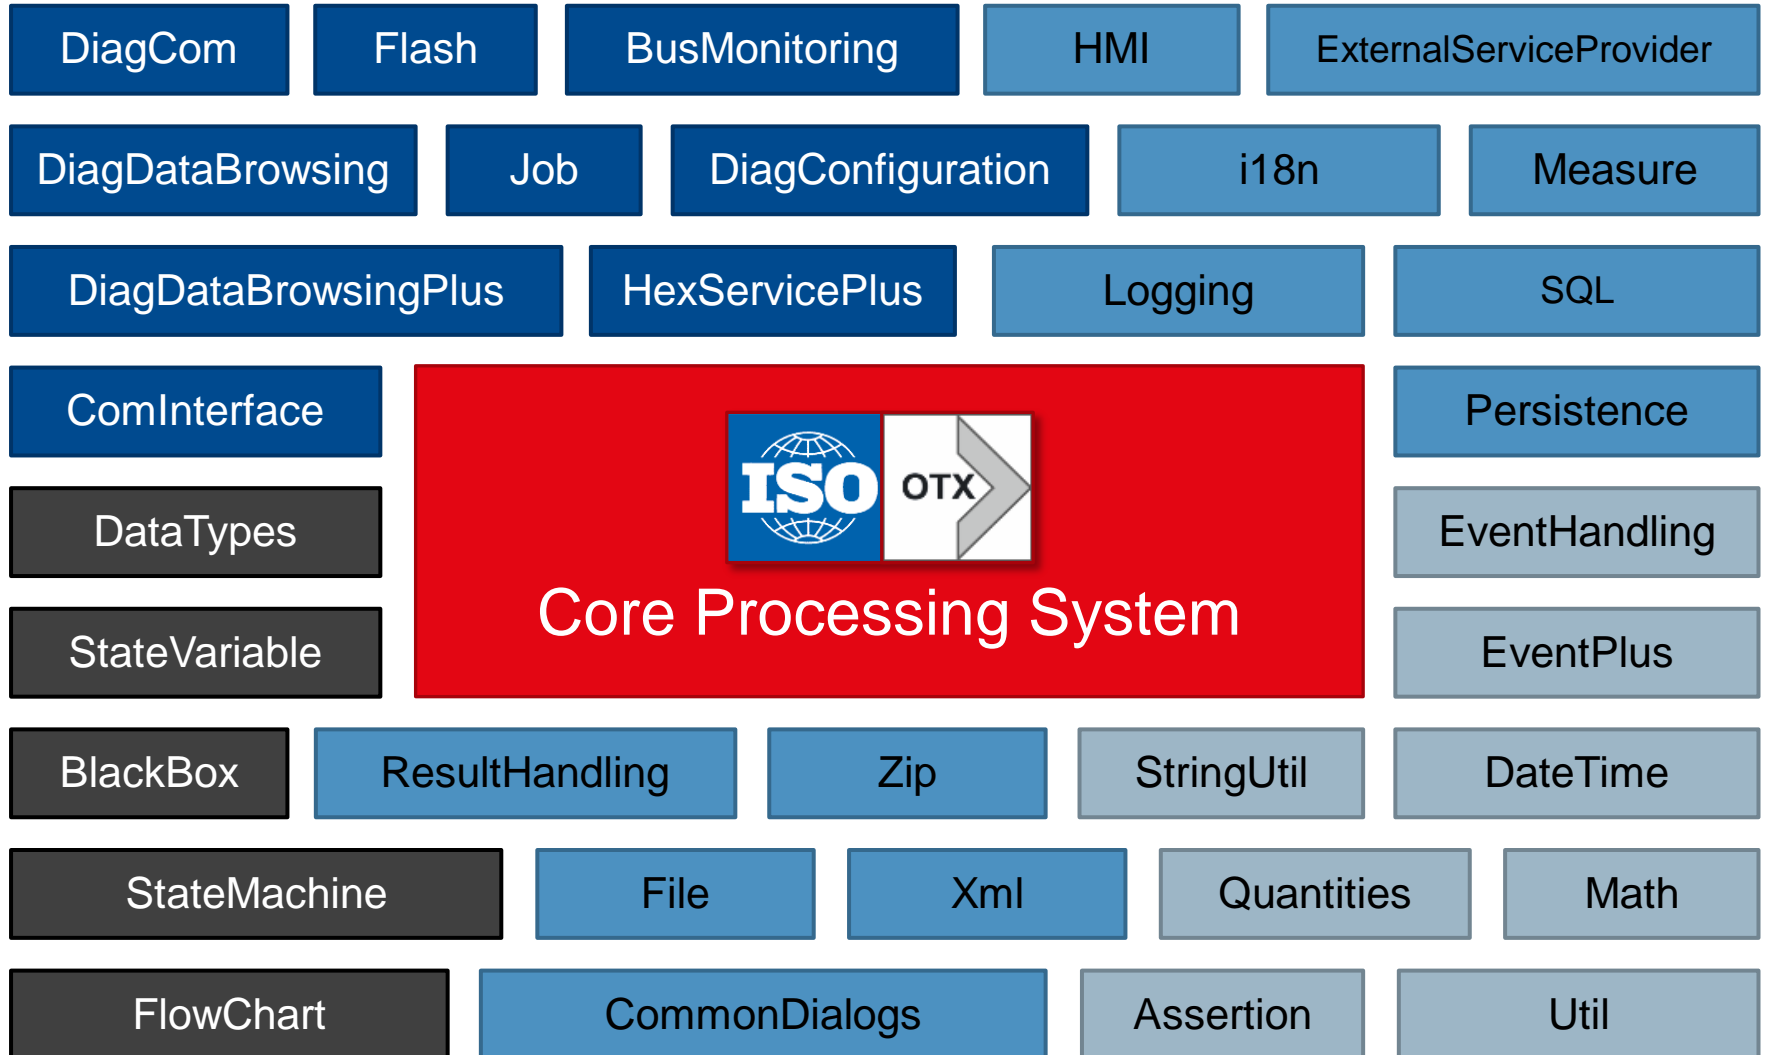 DiagCom
Flash
BusMonitoring
HMI
ExternalServiceProvider
DiagDataBrowsing
Job
DiagConfiguration
i18n
Measure
DiagDataBrowsingPlus
HexServicePlus
Logging
SQL
ComInterface
Persistence
ISO
OTX
DataTypes
EventHandling
Core Processing System
StateVariable
EventPlus
BlackBox
ResultHandling
Zip
StringUtil
DateTime
StateMachine
File
Xml
Quantities
Math
FlowChart
CommonDialogs
Assertion
Util